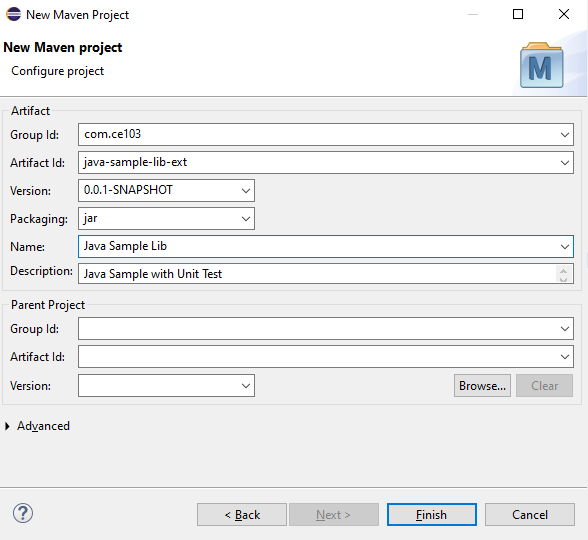 New Maven Project
New Maven project
Configure project
M
Artifact
Group Id: com.ce103
Artifact Id: java-sample-lib-ext
Version: 0.0.1-SNAPSHOT
Packaging: jar
Name: Java Sample Lib
Description: Java Sample with Unit Test
Parent Project
Group Id:
Artifact Id:
Version: Browse... Clear
Advanced
? < Back Next > Finish Cancel